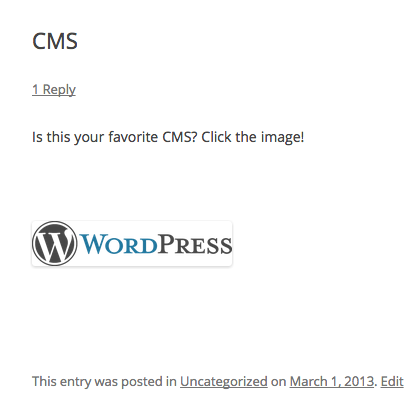 CMS
1 Reply
Is this your favorite CMS? Click the image!
WORDPRESS
This entry was posted in Uncategorized on March 1, 2013. Edit